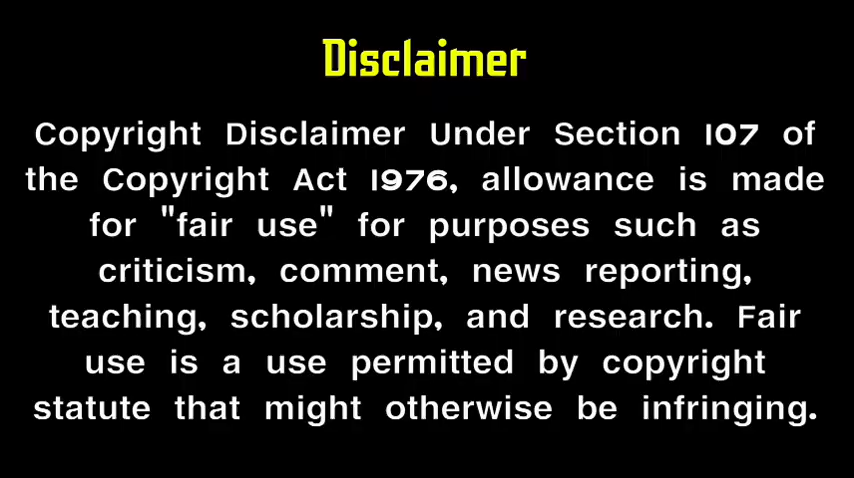 Disclaimer
Copyright Disclaimer Under Section 107 of
the Copyright Act 1976, allowance is made
for "fair use" for purposes such as
criticism, comment, news reporting,
teaching, scholarship, and research. Fair
use is a use permitted by copyright
statute that might otherwise be infringing.